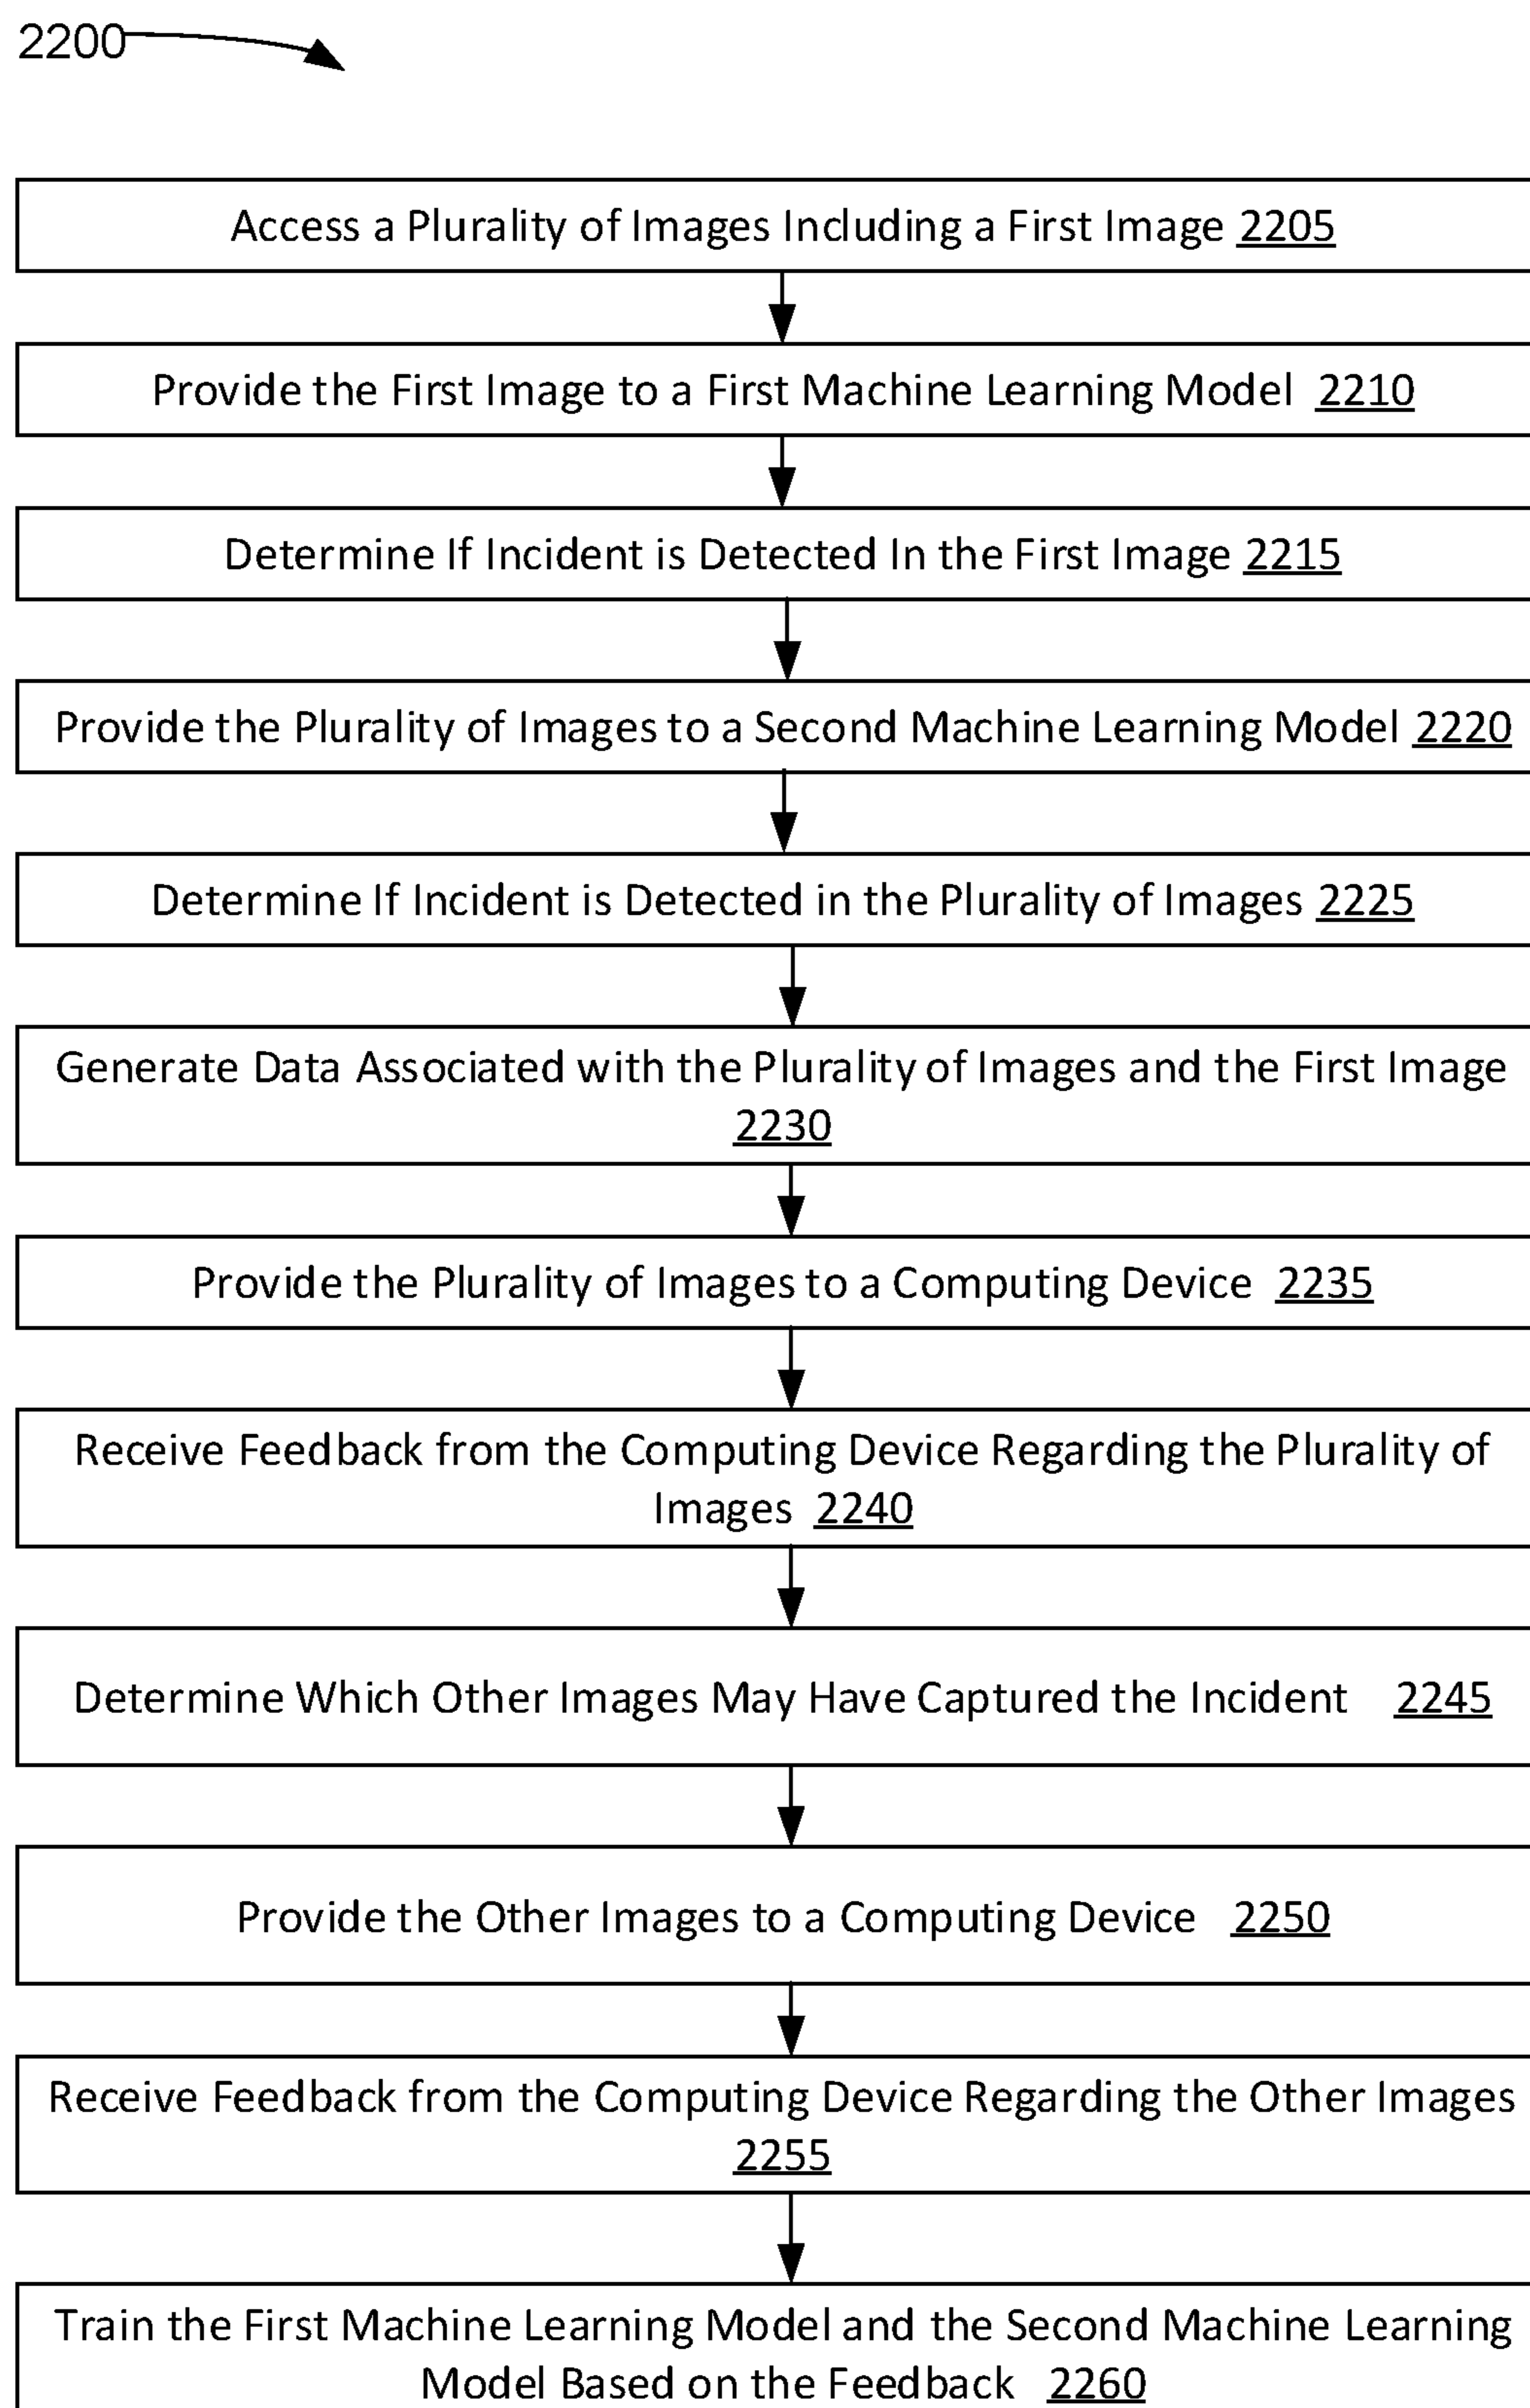 2200
Access a Plurality of Images Including a First Image 2205
Provide the First Image to a First Machine Learning Model 2210
Determine If Incident is Detected In the First Image 2215
Provide the Plurality of Images to a Second Machine Learning Model 2220
Determine If Incident is Detected in the Plurality of Images 2225
Generate Data Associated with the Plurality of Images and the First Image
2230
Provide the Plurality of Images to a Computing Device 2235
Receive Feedback from the Computing Device Regarding the Plurality of
Images 2240
Determine Which Other Images May Have Captured the Incident 2245
Provide the Other Images to a Computing Device 2250
Receive Feedback from the Computing Device Regarding the Other Images
2255
Train the First Machine Learning Model and the Second Machine Learning
Model Based on the Feedback 2260